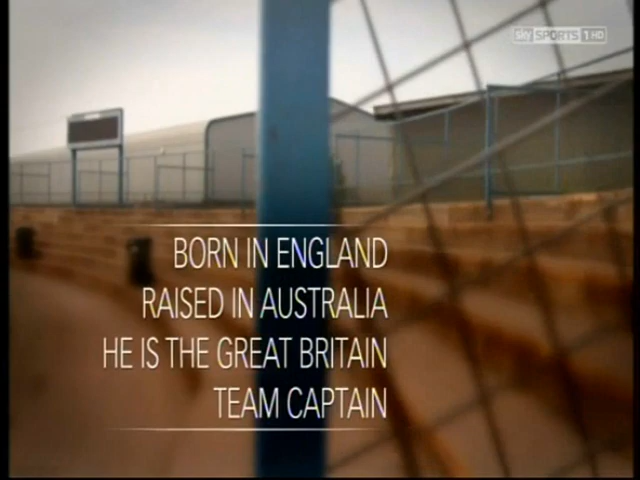 sky SPORTS 1 HD
BORN IN ENGLAND
RAISED IN AUSTRALIA
HE IS THE GREAT BRITAIN
TEAM CAPTAIN